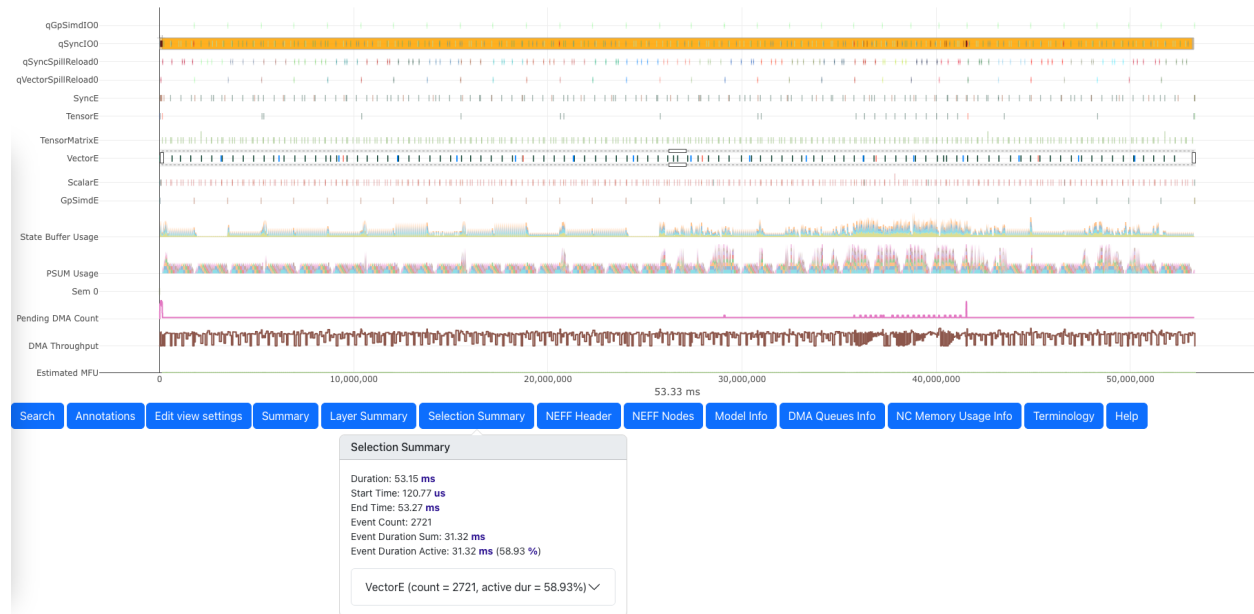 qGpSimdIO0
qSyncIO0
qSyncSpillReload0
qVectorSpillReload0
SyncE
TensorE
TensorMatrixE
VectorE
ScalarE
GpSimdE
State Buffer Usage
PSUM Usage
Sem 0
Pending DMA Count
DMA Throughput
Estimated MFU
0 10,000,000 20,000,000 30,000,000 40,000,000 50,000,000
53.33 ms
Search Annotations Edit view settings Summary Layer Summary Selection Summary NEFF Header NEFF Nodes Model Info DMA Queues Info NC Memory Usage Info Terminology Help
Selection Summary
Duration: 53.15 ms
Start Time: 120.77 us
End Time: 53.27 ms
Event Count: 2721
Event Duration Sum: 31.32 ms
Event Duration Active: 31.32 ms (58.93 %)
VectorE (count = 2721, active dur = 58.93%)